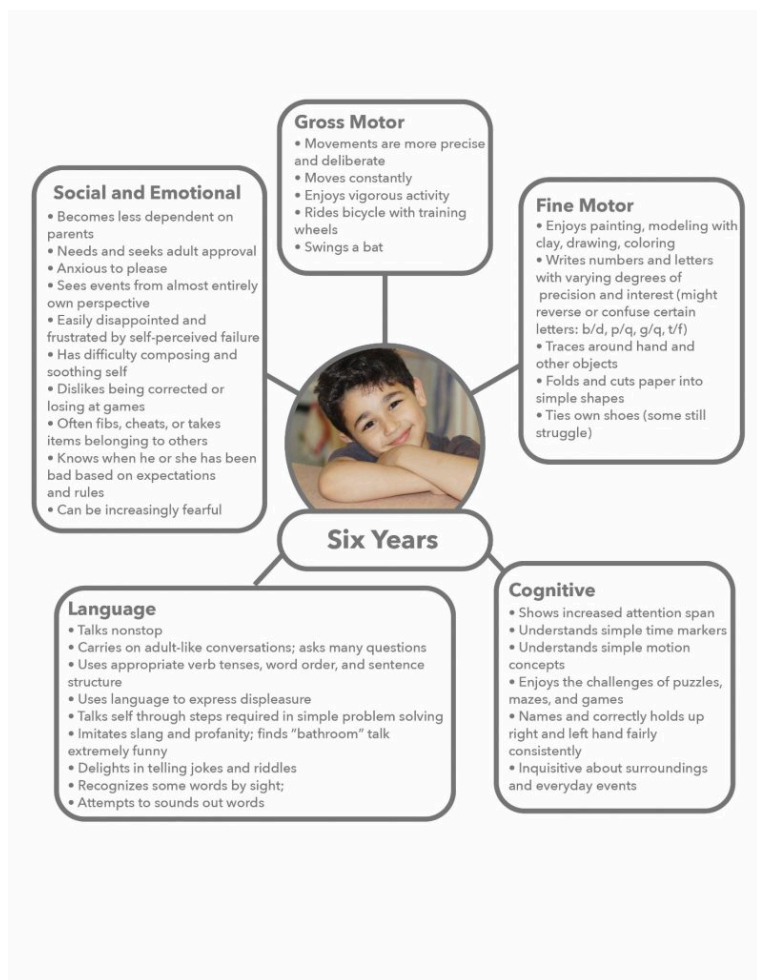 Gross Motor
• Movements are more precise
and deliberate
• Moves constantly
• Enjoys vigorous activity
• Rides bicycle with training
wheels
• Swings a bat
Social and Emotional
• Becomes less dependent on
parents
• Needs and seeks adult approval
• Anxious to please
• Sees events from almost entirely
own perspective
• Easily disappointed and
frustrated by self-perceived failure
• Has difficulty composing and
soothing self
• Dislikes being corrected or
losing at games
• Often fibs, cheats, or takes
items belonging to others
• Knows when he or she has been
bad based on expectations
and rules
• Can be increasingly fearful
Fine Motor
• Enjoys painting, modeling with
clay, drawing, coloring
• Writes numbers and letters
with varying degrees of
precision and interest (might
reverse or confuse certain
letters: b/d, p/q, g/q, t/f)
• Traces around hand and
other objects
• Folds and cuts paper into
simple shapes
• Ties own shoes (some still
struggle)
Six Years
Language
• Talks nonstop
• Carries on adult-like conversations; asks many questions
• Uses appropriate verb tenses, word order, and sentence
structure
• Uses language to express displeasure
• Talks self through steps required in simple problem solving
• Imitates slang and profanity; finds "bathroom" talk
extremely funny
• Delights in telling jokes and riddles
• Recognizes some words by sight;
• Attempts to sounds out words
Cognitive
• Shows increased attention span
• Understands simple time markers
• Understands simple motion
concepts
• Enjoys the challenges of puzzles,
mazes, and games
• Names and correctly holds up
right and left hand fairly
consistently
• Inquisitive about surroundings
and everyday events